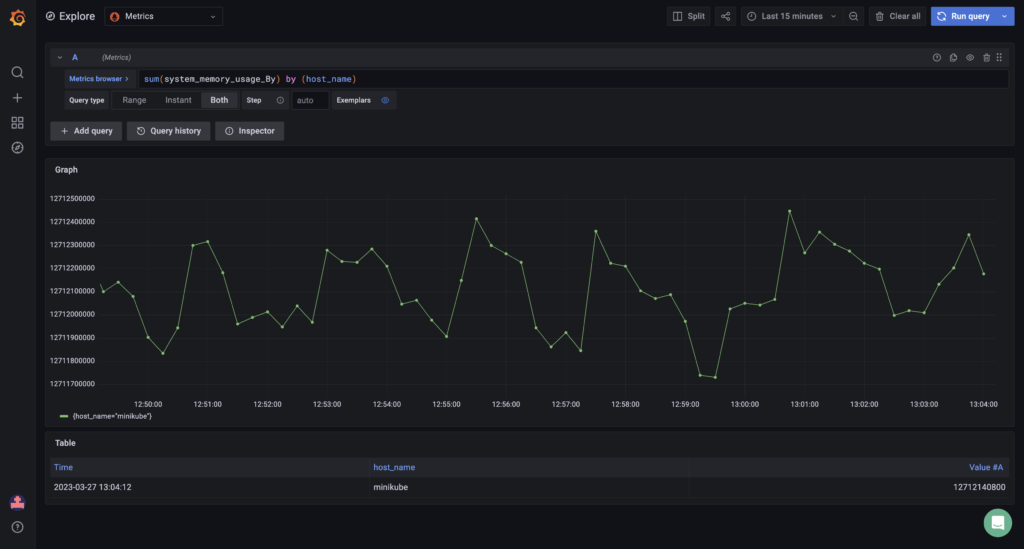 Explore Metrics Split Last 15 minutes Clear all Run query
A (Metrics)
Metrics browser > sum(system_memory_usage_By) by (host_name)
Query type Range Instant Both Step auto Exemplars
+ Add query Query history Inspector
Graph
12712500000
12712400000
12712300000
12712200000
12712100000
12712000000
12711900000
12711800000
12711700000
12:50:00 12:51:00 12:52:00 12:53:00 12:54:00 12:55:00 12:56:00 12:57:00 12:58:00 12:59:00 13:00:00 13:01:00 13:02:00 13:03:00 13:04:00
{host_name="minikube"}
Table
Time host_name Value #A
2023-03-27 13:04:12 minikube 12712140800